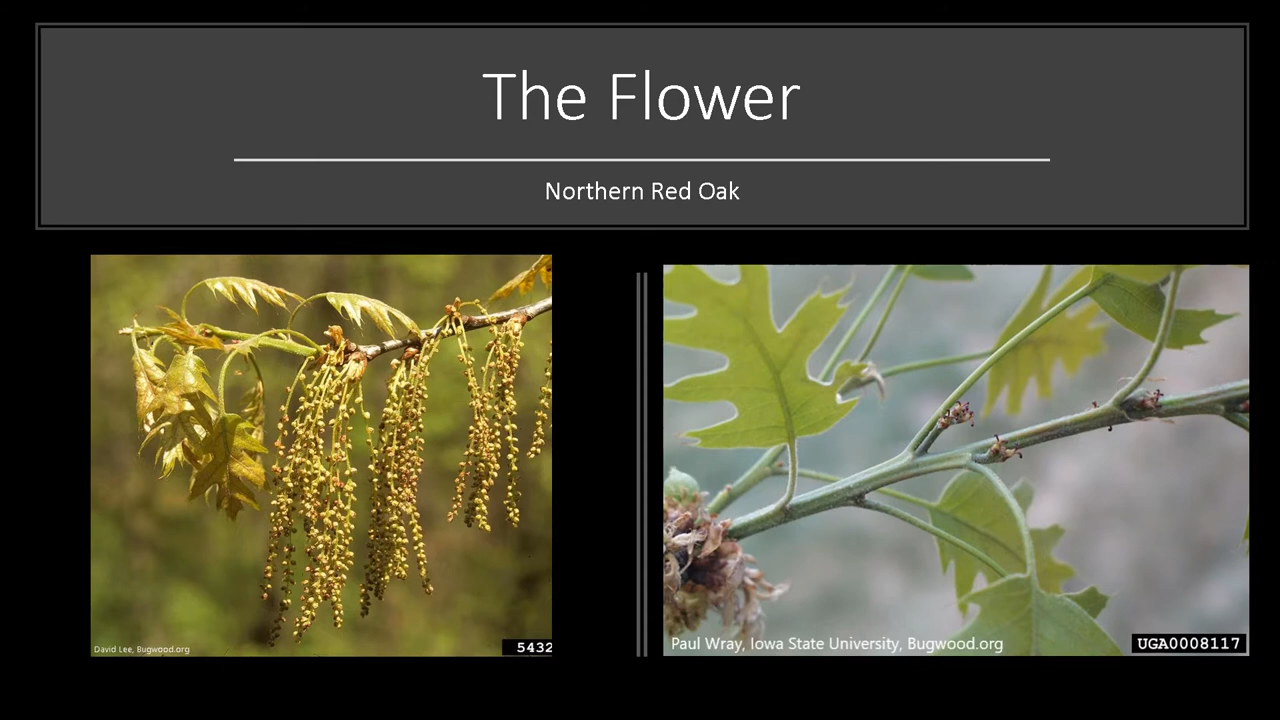 The Flower
Northern Red Oak
David Lee, Bugwood.org
5432
Paul Wray, Iowa State University, Bugwood.org
UGA0008117